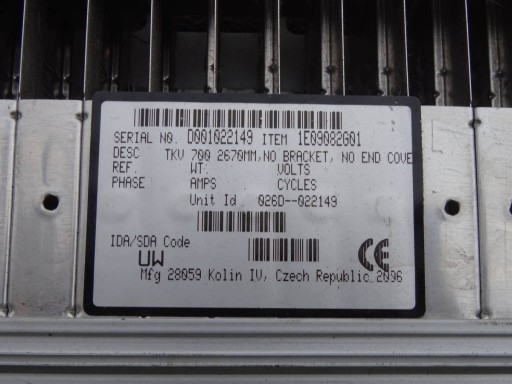 SERIAL NO. D001022149 ITEM 1E09082G01
DESC TKV 700 2670MM, NO BRACKET, NO END COVE
REF. WT: VOLTS
PHASE AMPS CYCLES
Unit Id 026D--022149
IDA/SDA Code
UW
CE
Mfg 28059 Kolin IV, Czech Republic 2006